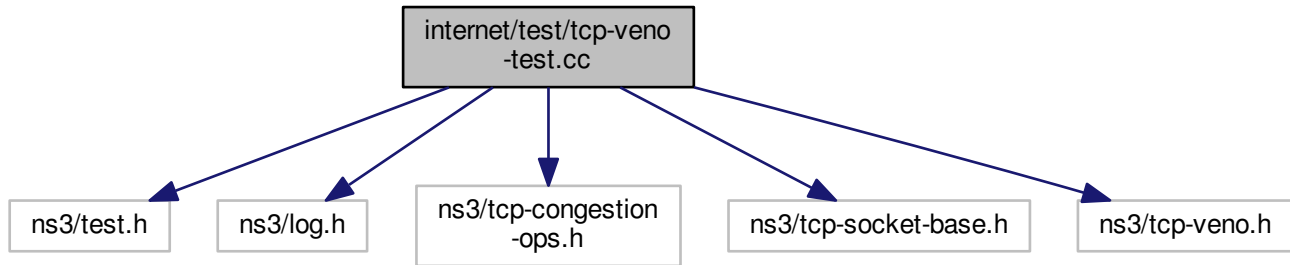 internet/test/tcp-veno
-test.cc
ns3/test.h
ns3/log.h
ns3/tcp-congestion
-ops.h
ns3/tcp-socket-base.h
ns3/tcp-veno.h